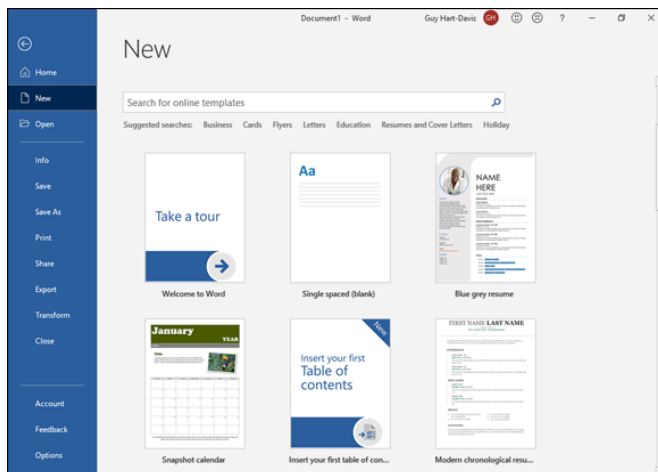 Document1 - Word
Guy Hart-Davis
GH
?
New
Home
New
Open
Info
Save
Save As
Print
Share
Export
Transform
Close
Account
Feedback
Options
Search for online templates
Suggested searches: Business Cards Flyers Letters Education Resumes and Cover Letters Holiday
Take a tour
Welcome to Word
Aa
Single spaced (blank)
NAME
HERE
Blue grey resume
January
YEAR
Title
Snapshot calendar
New
Insert your first
Table of
contents
Insert your first table of con...
FIRST NAME LAST NAME
Modern chronological resu...